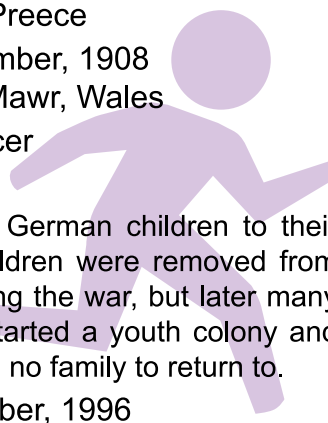 Preece
mber, 1908
Mawr, Wales
cer
German children to thei
ldren were removed from
ng the war, but later many
tarted a youth colony and
no family to return to.
ber, 1996